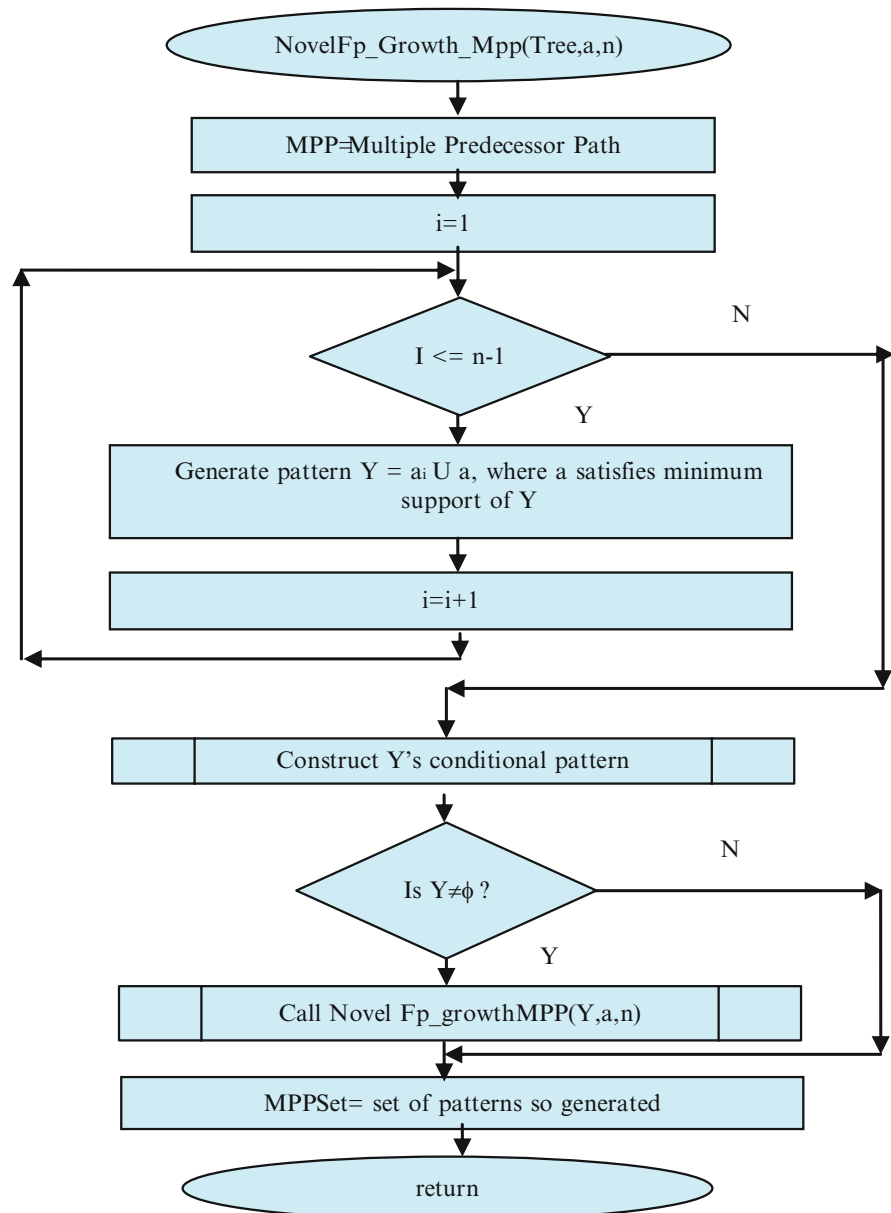 NovelFp_Growth_Mpp(Tree,a,n)
MPP=Multiple Predecessor Path
i=1
I <= n-1
N
Y
Generate pattern Y = ai U a, where a satisfies minimum
support of Y
i=i+1
Construct Y’s conditional pattern
N
Is Y≠ϕ ?
Y
Call Novel Fp_growthMPP(Y,a,n)
MPPSet= set of patterns so generated
return